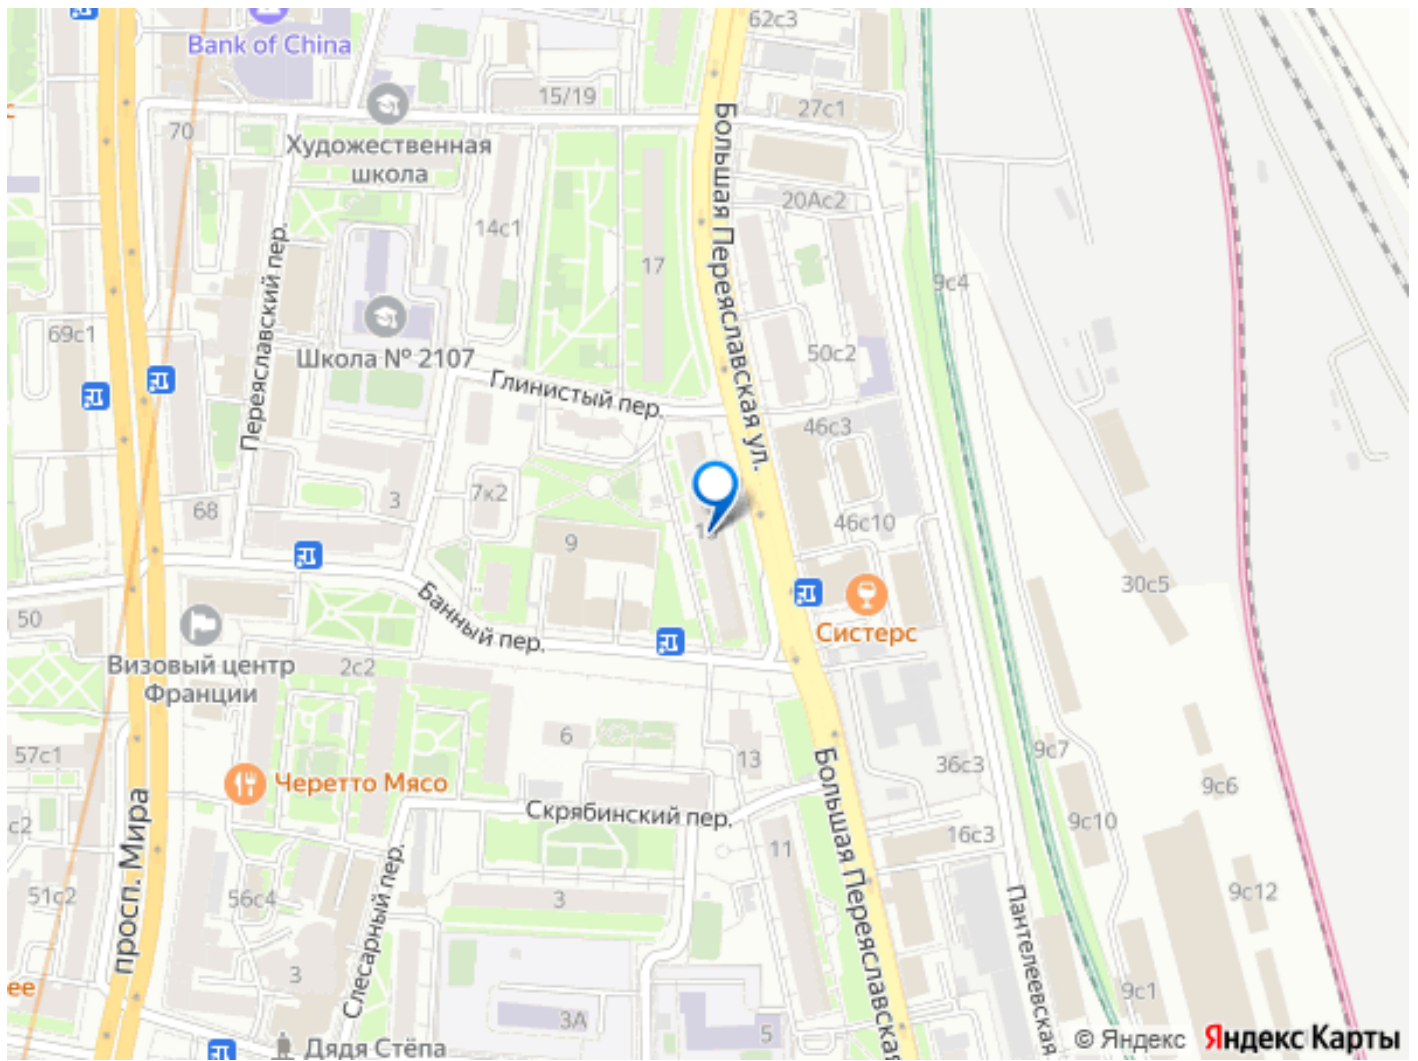 62с3
Bank of China
15/19
27с1
70
Художественная
школа
20Ас2
14с1
Большая Переяславская ул.
Переяславский пер.
17
9с4
69с1
50с2
Школа № 2107
Глинистый пер.
46с3
7к2
3
68
46с10
9
30с5
50
Банный пер.
Систерс
Визовый центр
Франции
2с2
6
13
9с7
57с1
36с3
9с6
Черетто Мясо
Большая Переяславская
Скрябинский пер.
просп. Мира
с2
9с10
16с3
11
Слесарный пер.
51с2
56с4
3
9с12
Пантелеевская
3
ее
9с1
3А
5
Дядя Стёпа
© Яндекс
Яндекс Карты